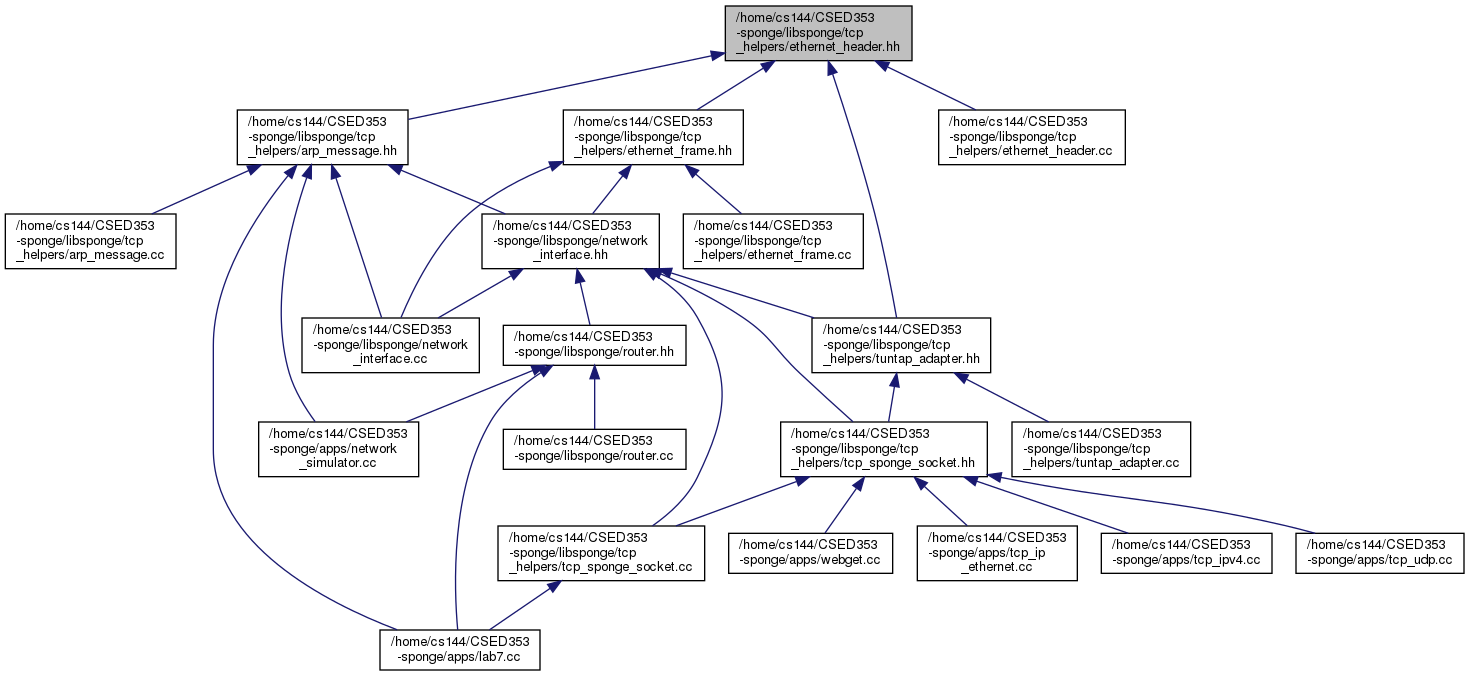 /home/cs144/CSED353
-sponge/libsponge/tcp
_helpers/ethernet_header.hh
/home/cs144/CSED353
-sponge/libsponge/tcp
_helpers/arp_message.hh
/home/cs144/CSED353
-sponge/libsponge/tcp
_helpers/ethernet_frame.hh
/home/cs144/CSED353
-sponge/libsponge/tcp
_helpers/ethernet_header.cc
/home/cs144/CSED353
-sponge/libsponge/tcp
_helpers/arp_message.cc
/home/cs144/CSED353
-sponge/libsponge/network
_interface.hh
/home/cs144/CSED353
-sponge/libsponge/tcp
_helpers/ethernet_frame.cc
/home/cs144/CSED353
-sponge/libsponge/network
_interface.cc
/home/cs144/CSED353
-sponge/libsponge/router.hh
/home/cs144/CSED353
-sponge/libsponge/tcp
_helpers/tuntap_adapter.hh
/home/cs144/CSED353
-sponge/apps/network
_simulator.cc
/home/cs144/CSED353
-sponge/libsponge/router.cc
/home/cs144/CSED353
-sponge/libsponge/tcp
_helpers/tcp_sponge_socket.hh
/home/cs144/CSED353
-sponge/libsponge/tcp
_helpers/tuntap_adapter.cc
/home/cs144/CSED353
-sponge/libsponge/tcp
_helpers/tcp_sponge_socket.cc
/home/cs144/CSED353
-sponge/apps/webget.cc
/home/cs144/CSED353
-sponge/apps/tcp_ip
_ethernet.cc
/home/cs144/CSED353
-sponge/apps/tcp_ipv4.cc
/home/cs144/CSED353
-sponge/apps/tcp_udp.cc
/home/cs144/CSED353
-sponge/apps/lab7.cc